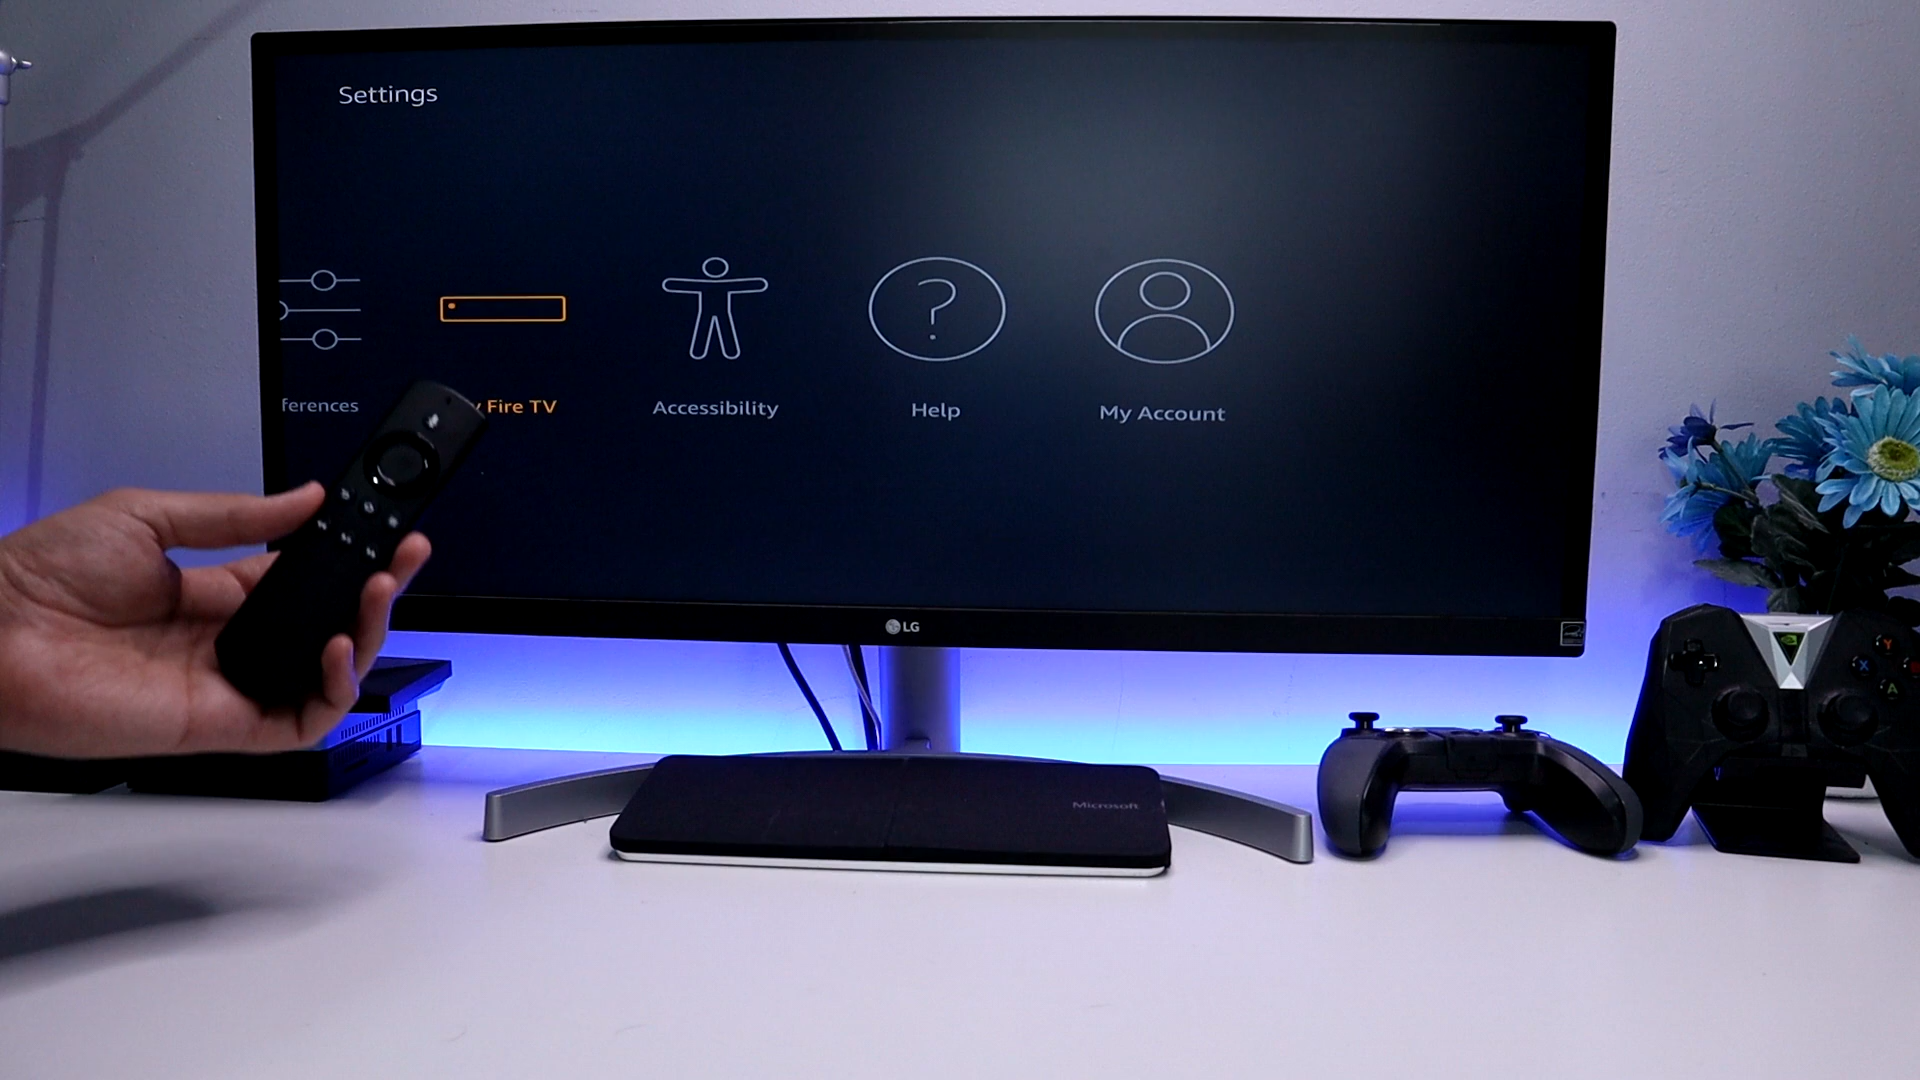 Settings
ferences
Fire TV
Accessibility
Help
My Account
LG
Microsoft
Y
X
A